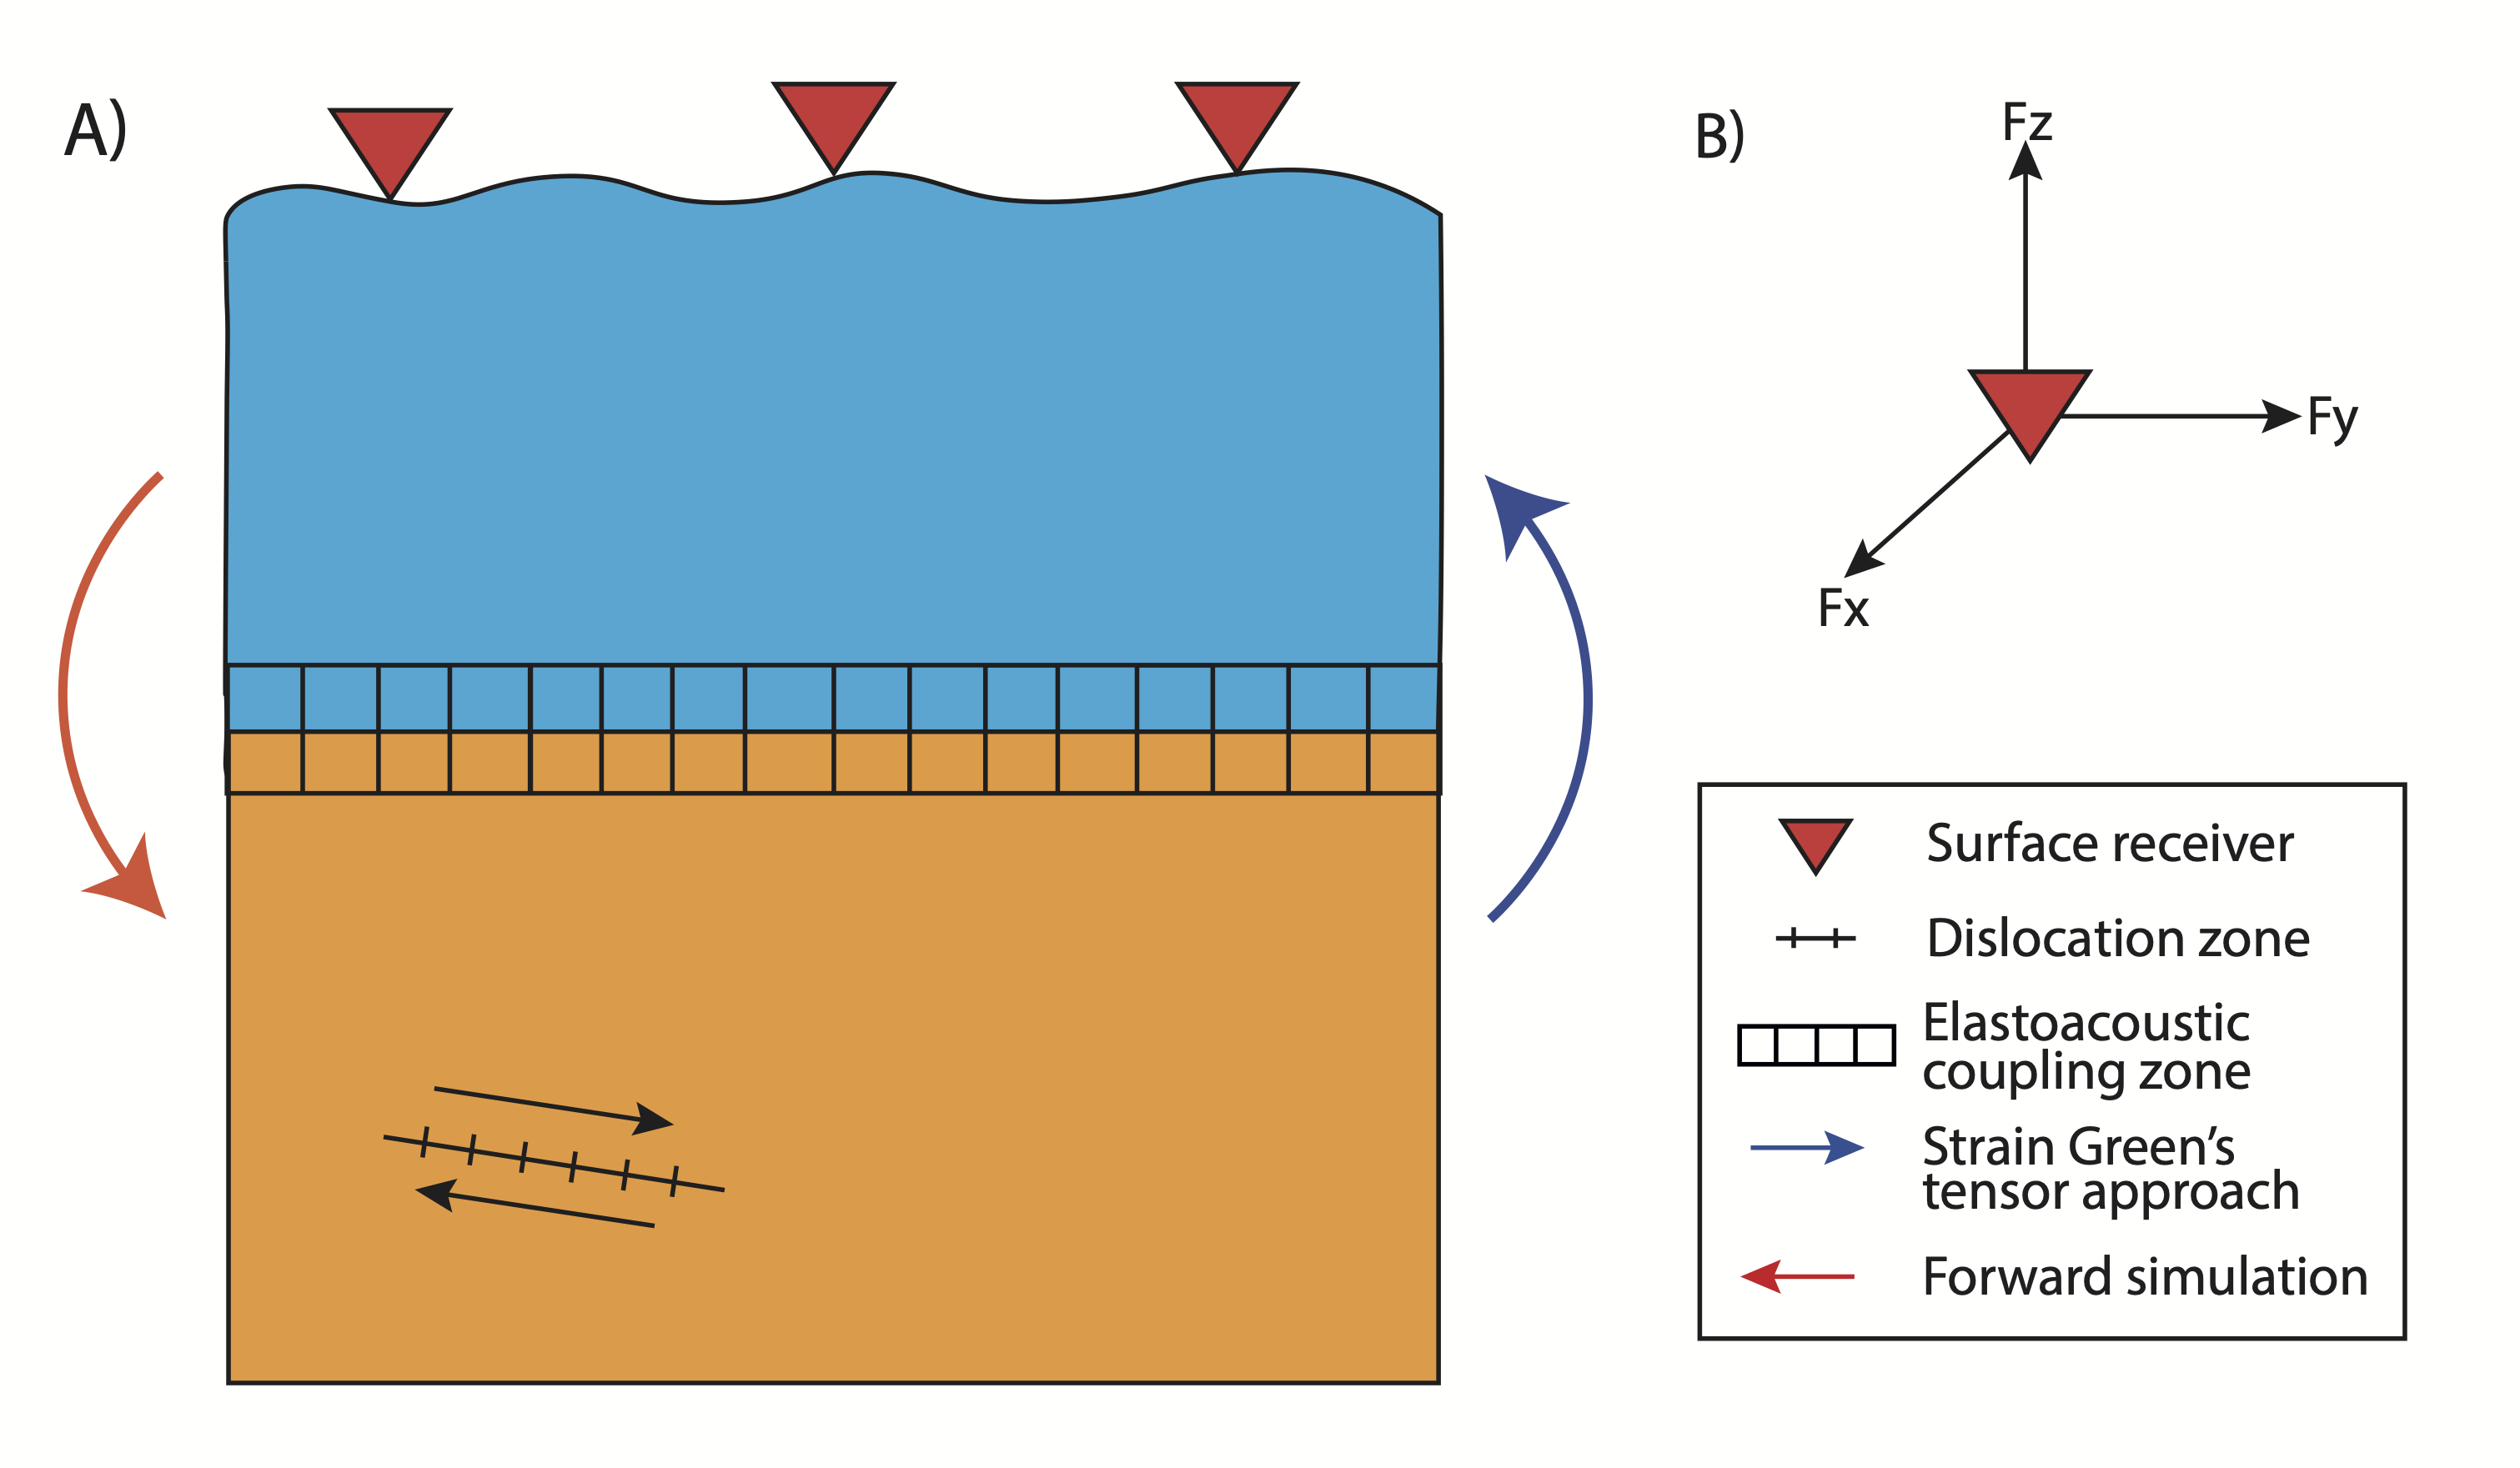 A)
B)
Fz
Fy
Fx
Surface receiver
Dislocation zone
Elastoacoustic
coupling zone
Strain Green’s
tensor approach
Forward simulation